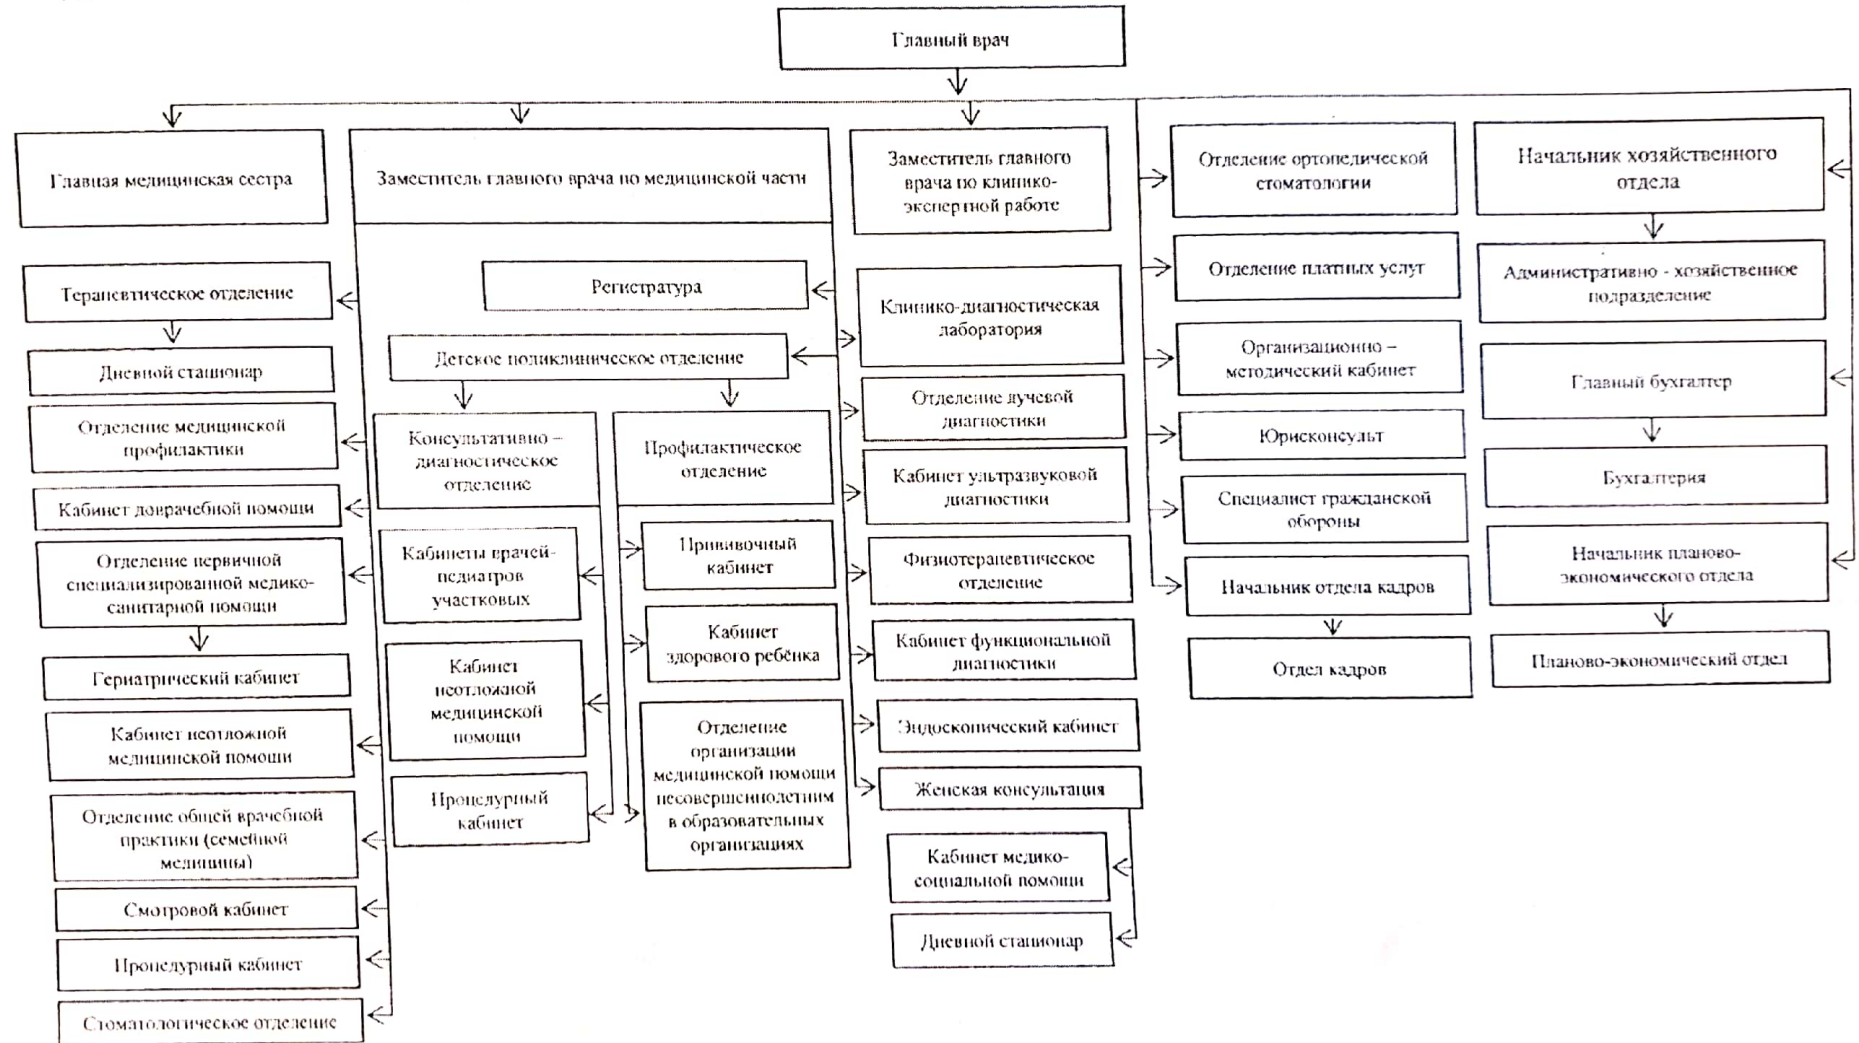 Главный врач
Главная медицинская сестра
Заместитель главного врача по медицинской части
Заместитель главного
врача по клинико-
экспертной работе
Отделение ортопедической
стоматологии
Начальник хозяйственного
отдела
Терапевтическое отделение
Дневной стационар
Отделение медицинской
профилактики
Кабинет доврачебной помощи
Отделение первичной
специализированной медико-
санитарной помощи
Гериатрический кабинет
Кабинет неотложной
медицинской помощи
Отделение общей врачебной
практики (семейной
медицины)
Смотровой кабинет
Процедурный кабинет
Стоматологическое отделение
Регистратура
Детское поликлиническое отделение
Консультативно –
диагностическое
отделение
Кабинеты врачей-
педиатров
участковых
Кабинет
неотложной
медицинской
помощи
Процедурный
кабинет
Профилактическое
отделение
Прививочный
кабинет
Кабинет
здорового ребёнка
Отделение
организации
медицинской помощи
несовершеннолетним
в образовательных
организациях
Клинико-диагностическая
лаборатория
Отделение лучевой
диагностики
Кабинет ультразвуковой
диагностики
Физиотерапевтическое
отделение
Кабинет функциональной
диагностики
Эндоскопический кабинет
Женская консультация
Кабинет медико-
социальной помощи
Дневной стационар
Отделение платных услуг
Организационно –
методический кабинет
Юрисконсульт
Специалист гражданской
обороны
Начальник отдела кадров
Отдел кадров
Административно - хозяйственное
подразделение
Главный бухгалтер
Бухгалтерия
Начальник планово-
экономического отдела
Планово-экономический отдел